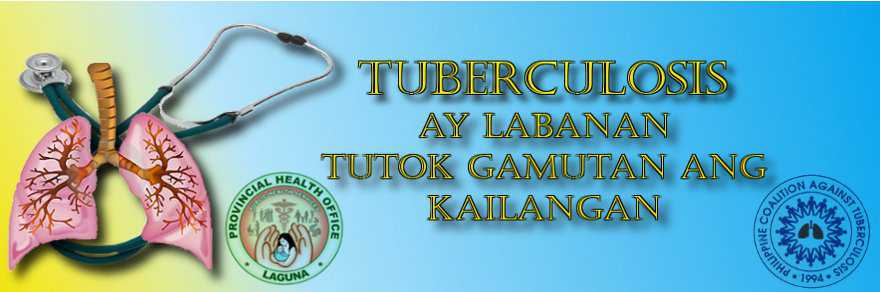 TUBERCULOSIS
AY LABANAN
TUTOK GAMUTAN ANG
KAILANGAN
PROVINCIAL HEALTH OFFICE
LAGUNA
PHILIPPINE COALITION AGAINST TUBERCULOSIS
1994